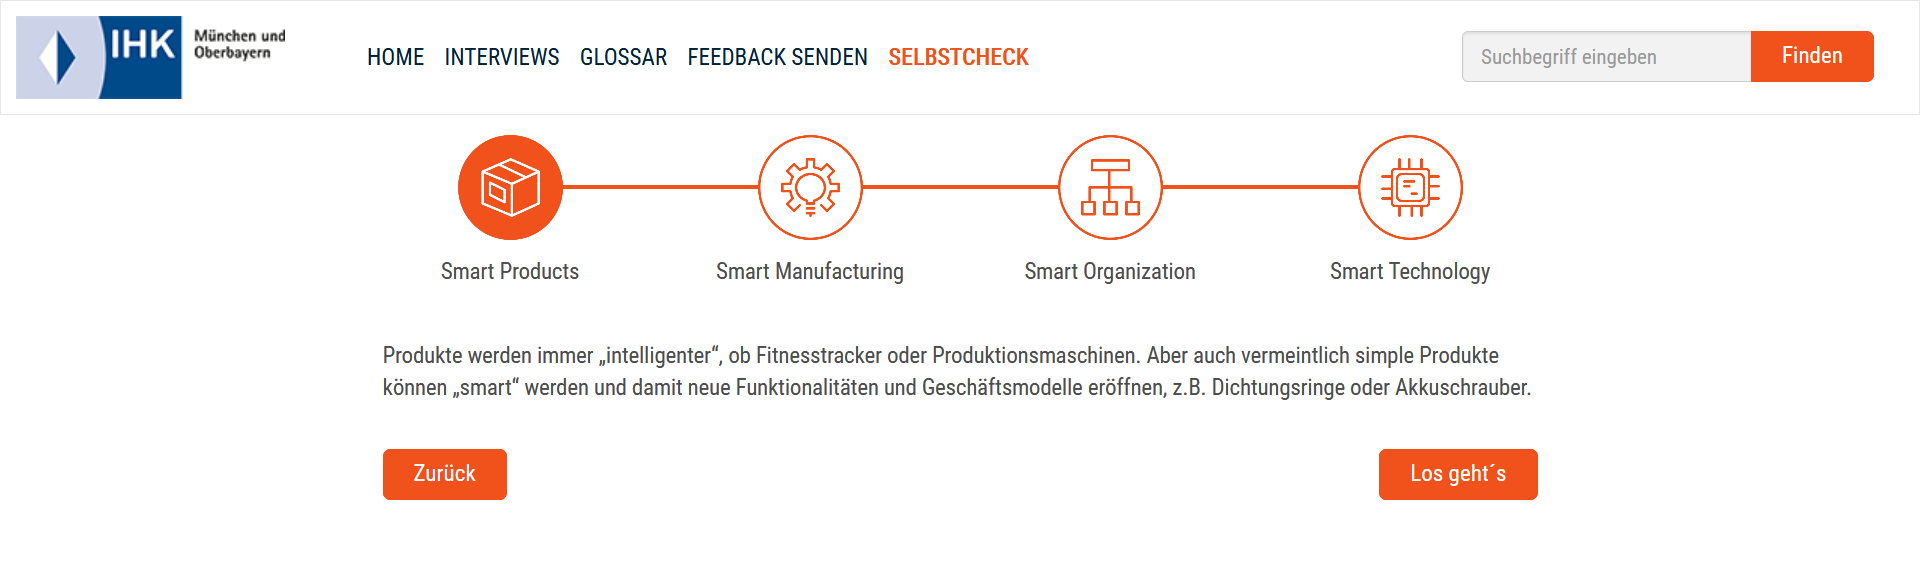 IHK
München und
Oberbayern
HOME INTERVIEWS GLOSSAR FEEDBACK SENDEN SELBSTCHECK
Suchbegriff eingeben Finden
Smart Products Smart Manufacturing Smart Organization Smart Technology
Produkte werden immer „intelligenter“, ob Fitnesstracker oder Produktionsmaschinen. Aber auch vermeintlich simple Produkte
können „smart“ werden und damit neue Funktionalitäten und Geschäftsmodelle eröffnen, z.B. Dichtungsringe oder Akkuschrauber.
Zurück Los geht´s